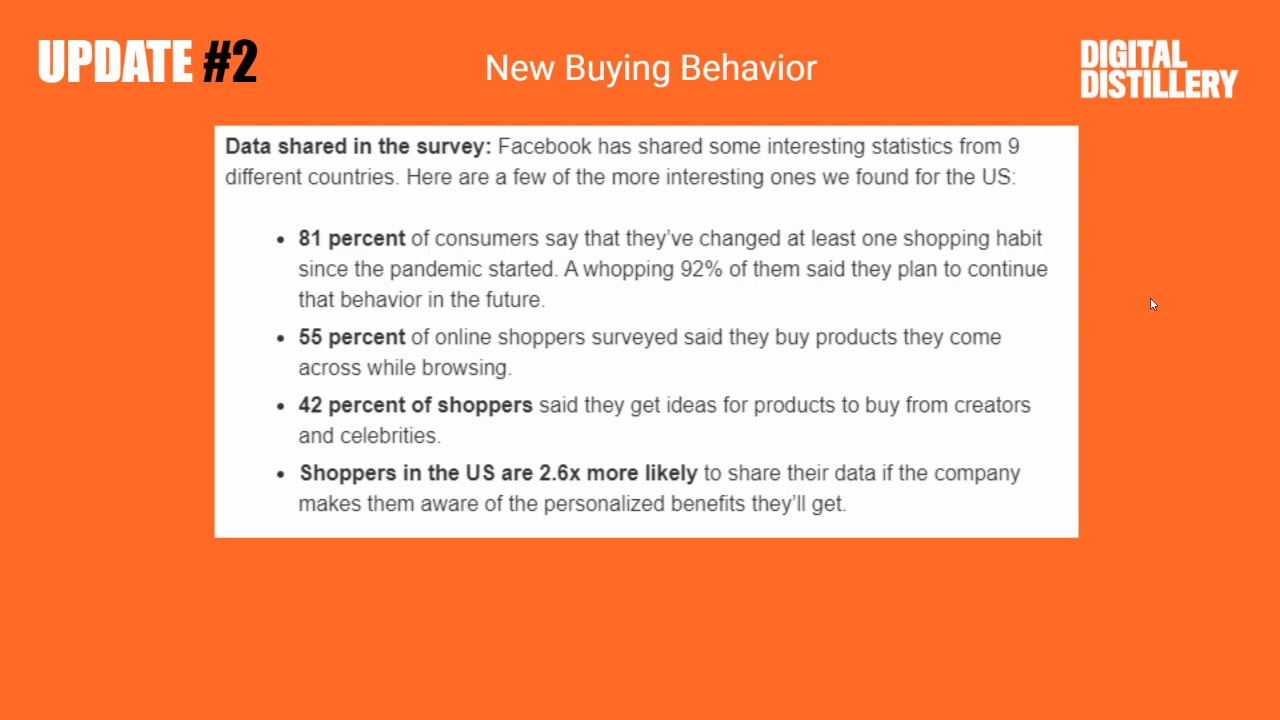 UPDATE #2
New Buying Behavior
DIGITAL
DISTILLERY
Data shared in the survey: Facebook has shared some interesting statistics from 9
different countries. Here are a few of the more interesting ones we found for the US:
• 81 percent of consumers say that they've changed at least one shopping habit
since the pandemic started. A whopping 92% of them said they plan to continue
that behavior in the future.
• 55 percent of online shoppers surveyed said they buy products they come
across while browsing.
• 42 percent of shoppers said they get ideas for products to buy from creators
and celebrities.
• Shoppers in the US are 2.6x more likely to share their data if the company
makes them aware of the personalized benefits they'll get.